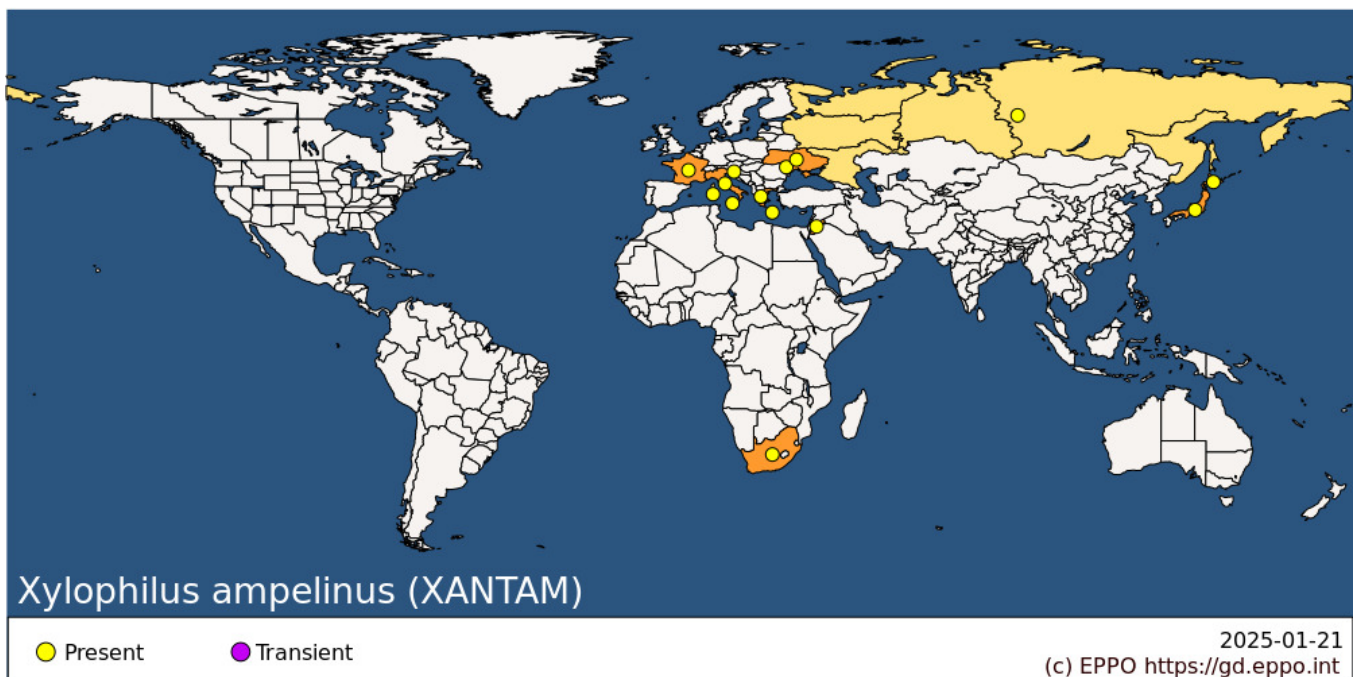 Xylophilus ampelinus (XANTAM)
Present
Transient
2025-01-21
(c) EPPO https://gd.eppo.int